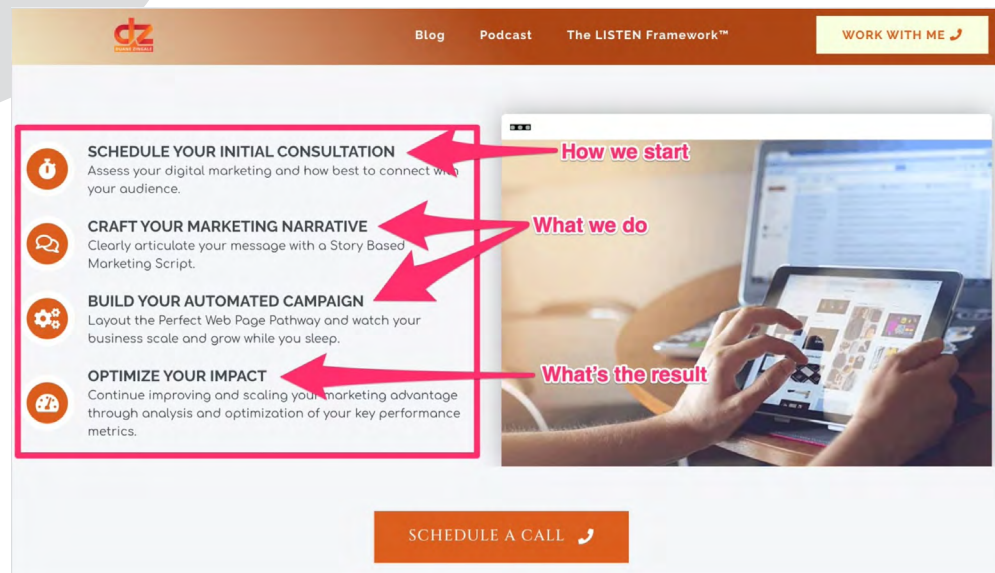 dz
Blog
Podcast
The LISTEN Framework™
WORK WITH ME
SCHEDULE YOUR INITIAL CONSULTATION
Assess your digital marketing and how best to connect with
your audience.
How we start
CRAFT YOUR MARKETING NARRATIVE
Clearly articulate your message with a Story Based
Marketing Script.
What we do
BUILD YOUR AUTOMATED CAMPAIGN
Layout the Perfect Web Page Pathway and watch your
business scale and grow while you sleep.
OPTIMIZE YOUR IMPACT
What's the result
Continue improving and scaling your marketing advantage
through analysis and optimization of your key performance
metrics.
SCHEDULE A CALL